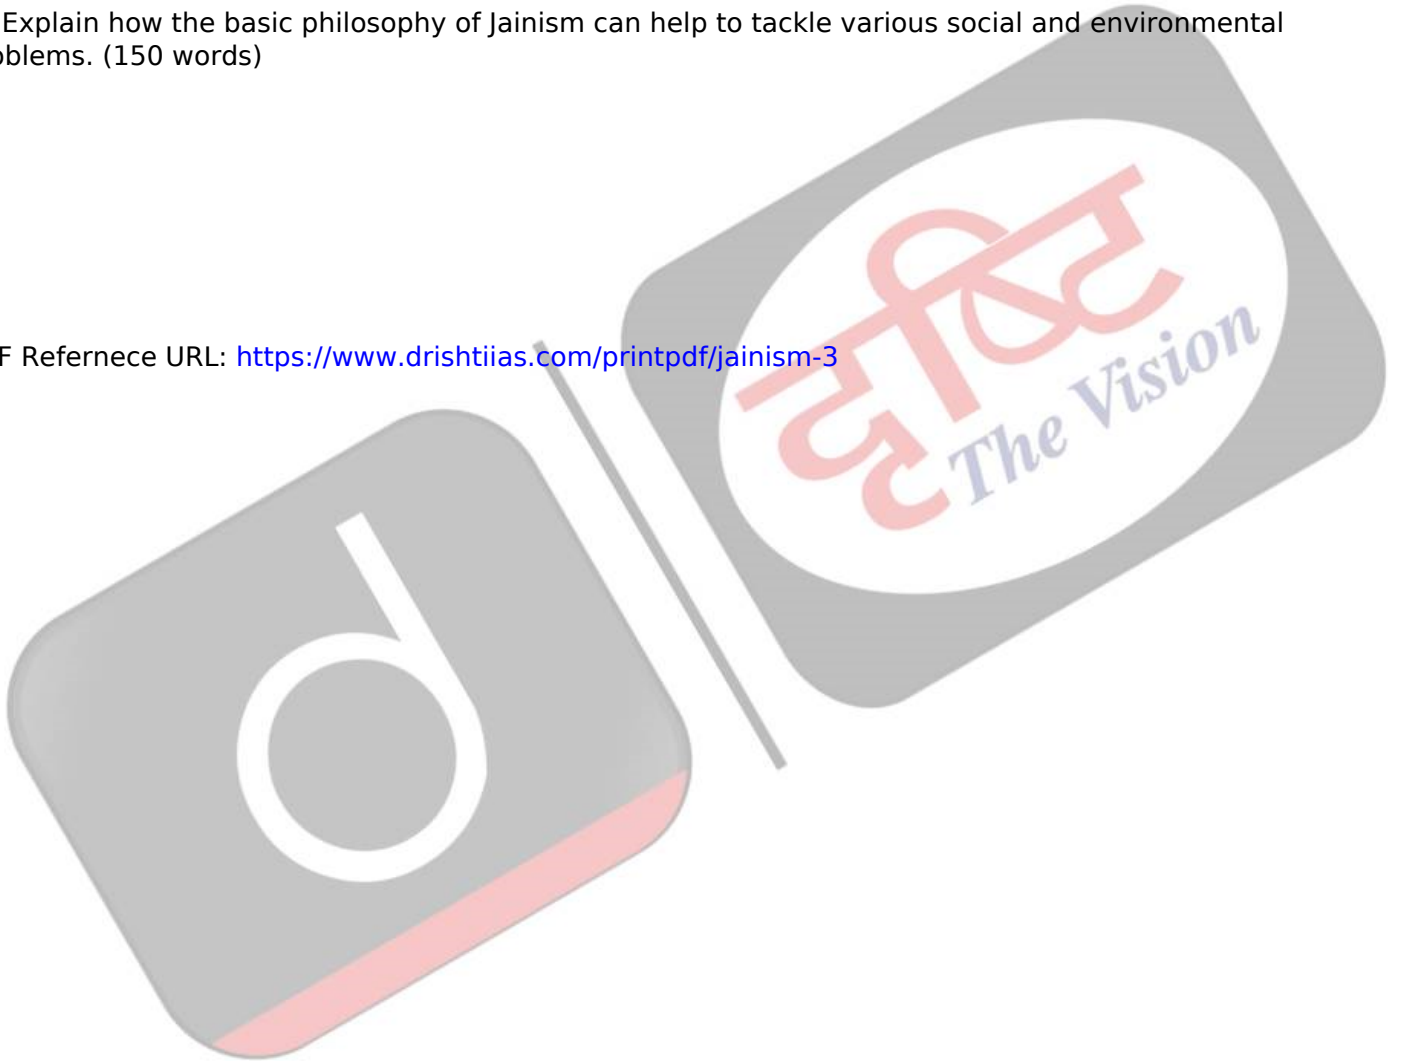 Explain how the basic philosophy of Jainism can help to tackle various social and environmental
oblems. (150 words)
F Refernece URL: https://www.drishtiias.com/printpdf/jainism-3
दृष्टि
The Vision
d